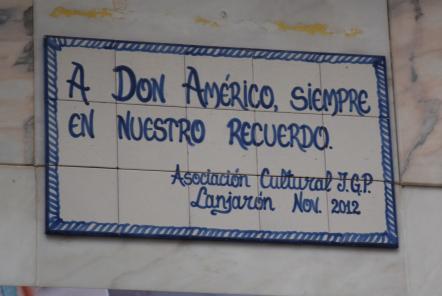 A DON AMÉRICO, SIEMPRE
EN NUESTRO RECUERDO.
Asociación Cultural J.G.P.
Lanjarón Nov. 2012